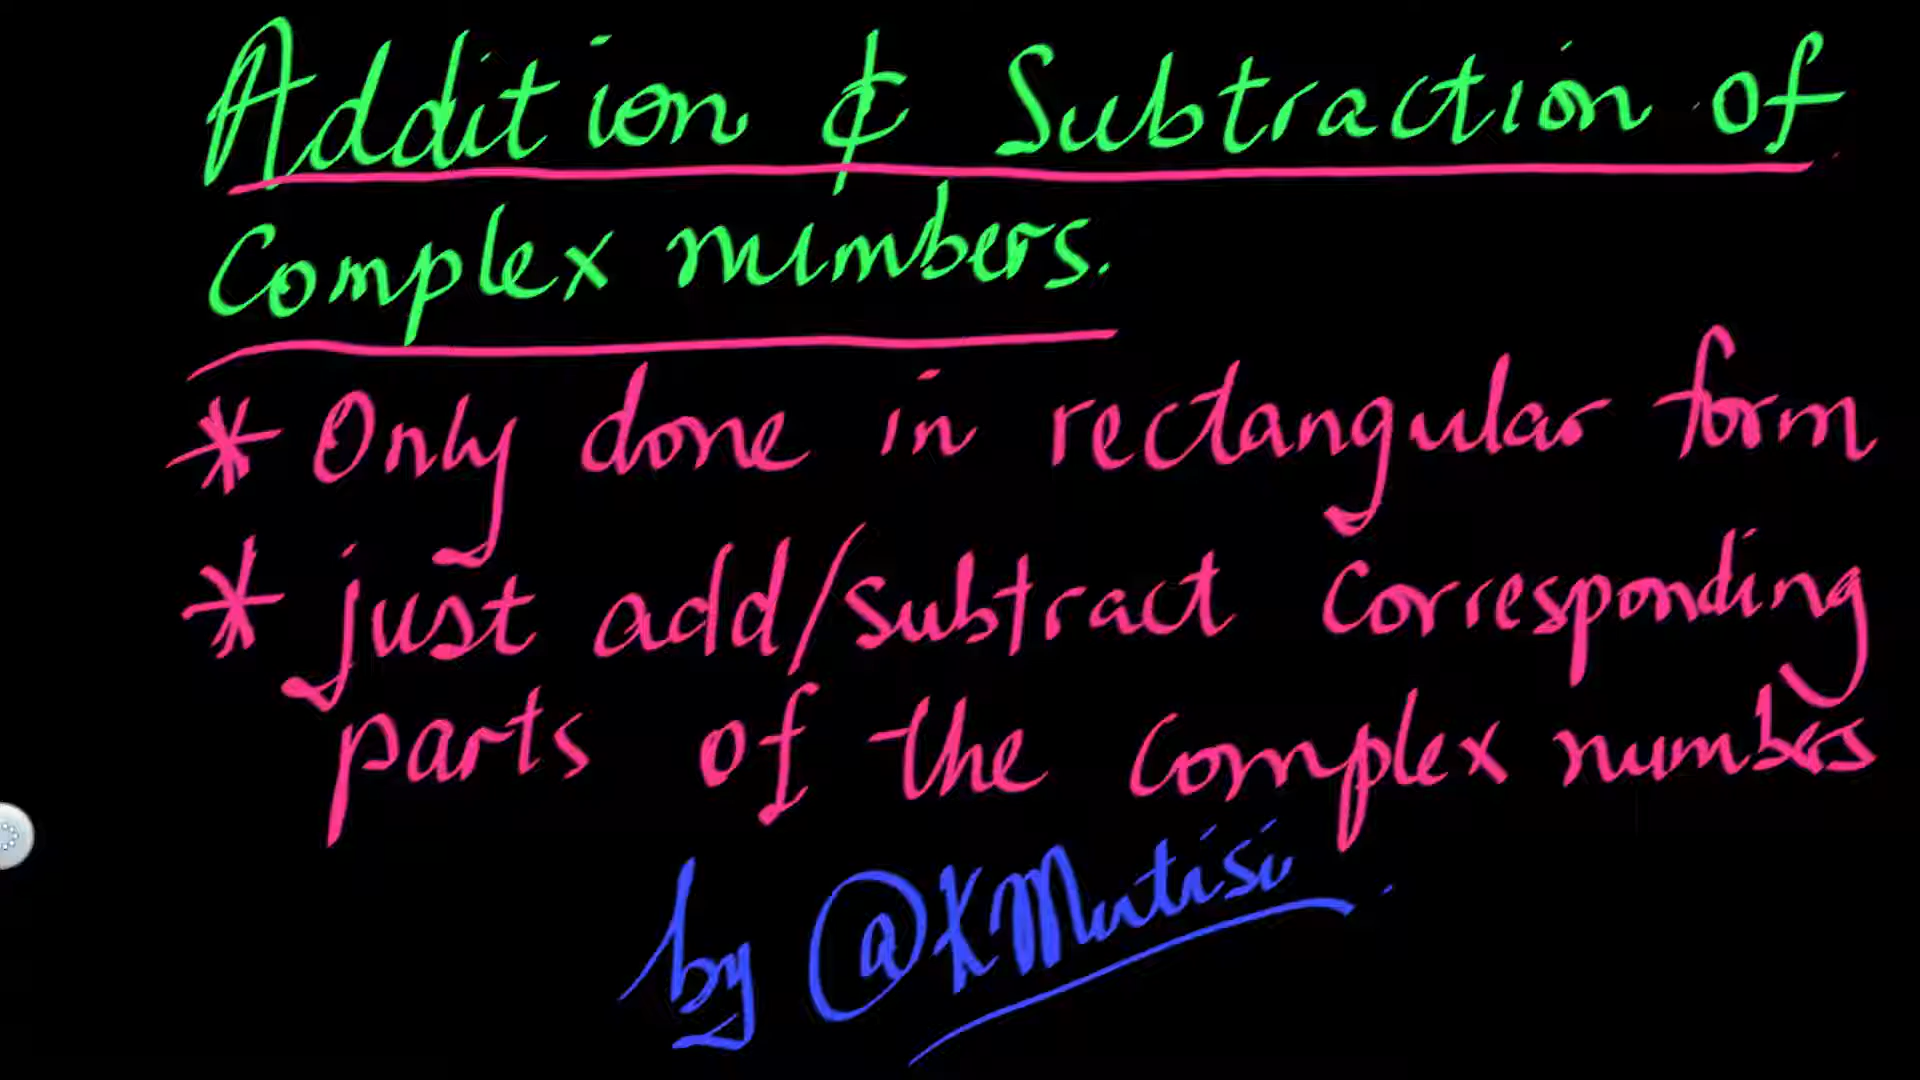 Addition & Subtraction of
Complex numbers.
* Only done in rectangular form
* just add/subtract corresponding
parts of the complex numbers
by @KMutisi